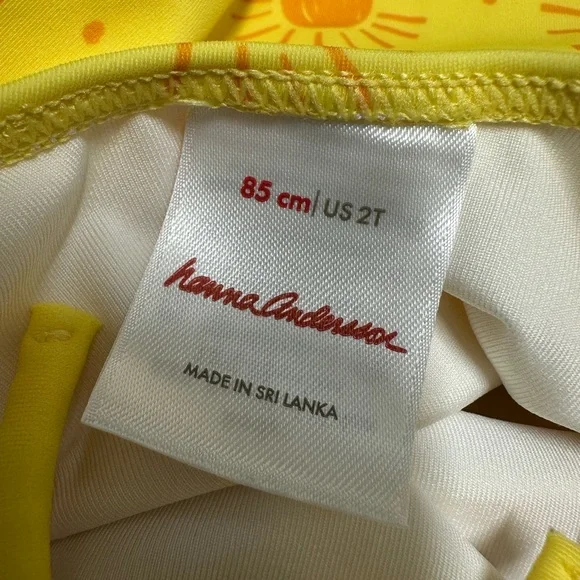 85 cm | US 2T
hanna Andersson
MADE IN SRI LANKA